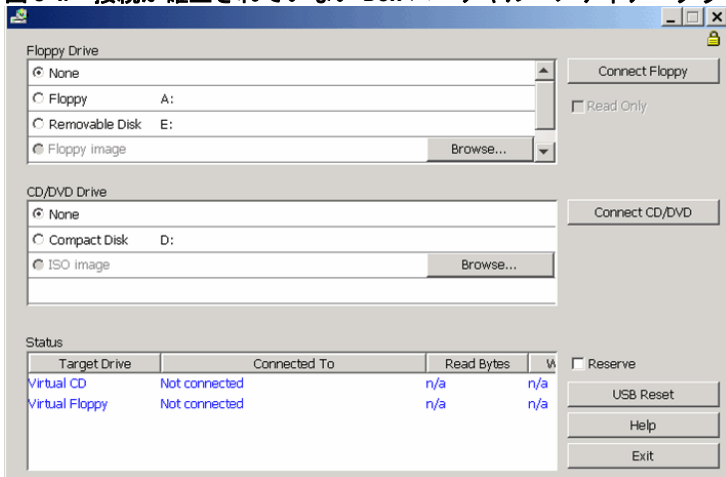 Floppy Drive
None
Connect Floppy
Floppy A:
Read Only
Removable Disk E:
Floppy image Browse...
CD/DVD Drive
None
Connect CD/DVD
Compact Disk D:
ISO image Browse...
Status
Target Drive Connected To Read Bytes W
Reserve
Virtual CD Not connected n/a n/a
USB Reset
Virtual Floppy Not connected n/a n/a
Help
Exit